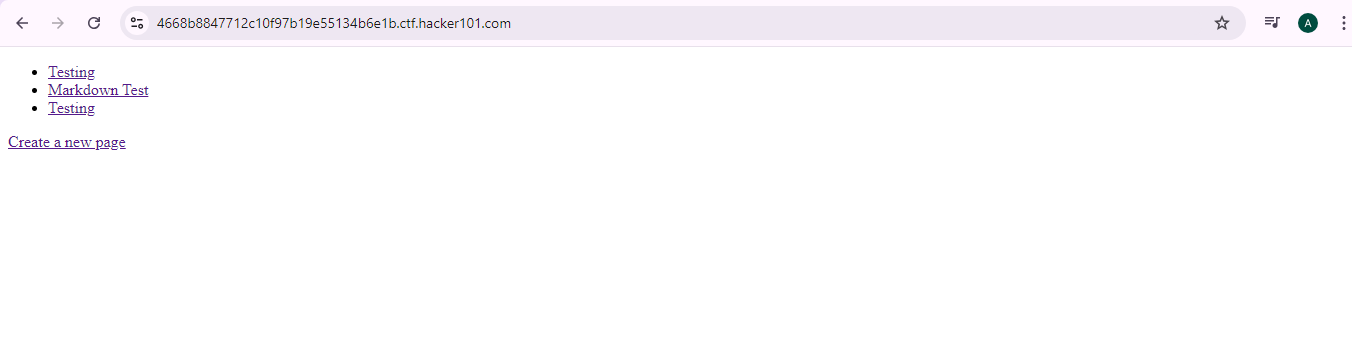 4668b8847712c10f97b19e55134b6e1b.ctf.hacker101.com
A
Testing
Markdown Test
Testing
Create a new page